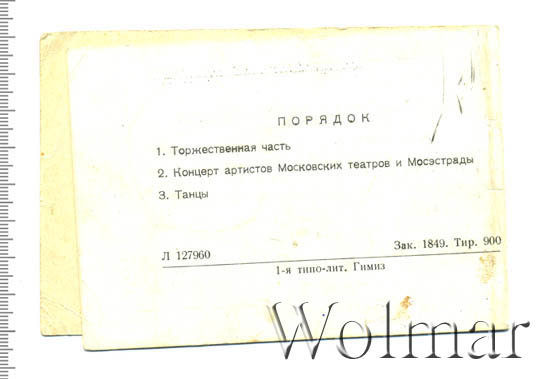 ПОРЯДОК
1. Торжественная часть
2. Концерт артистов Московских театров и Мосэстрады
3. Танцы
Л 127960 Зак. 1849. Тир. 900
1-я типо-лит. Гимиз
Wolmar